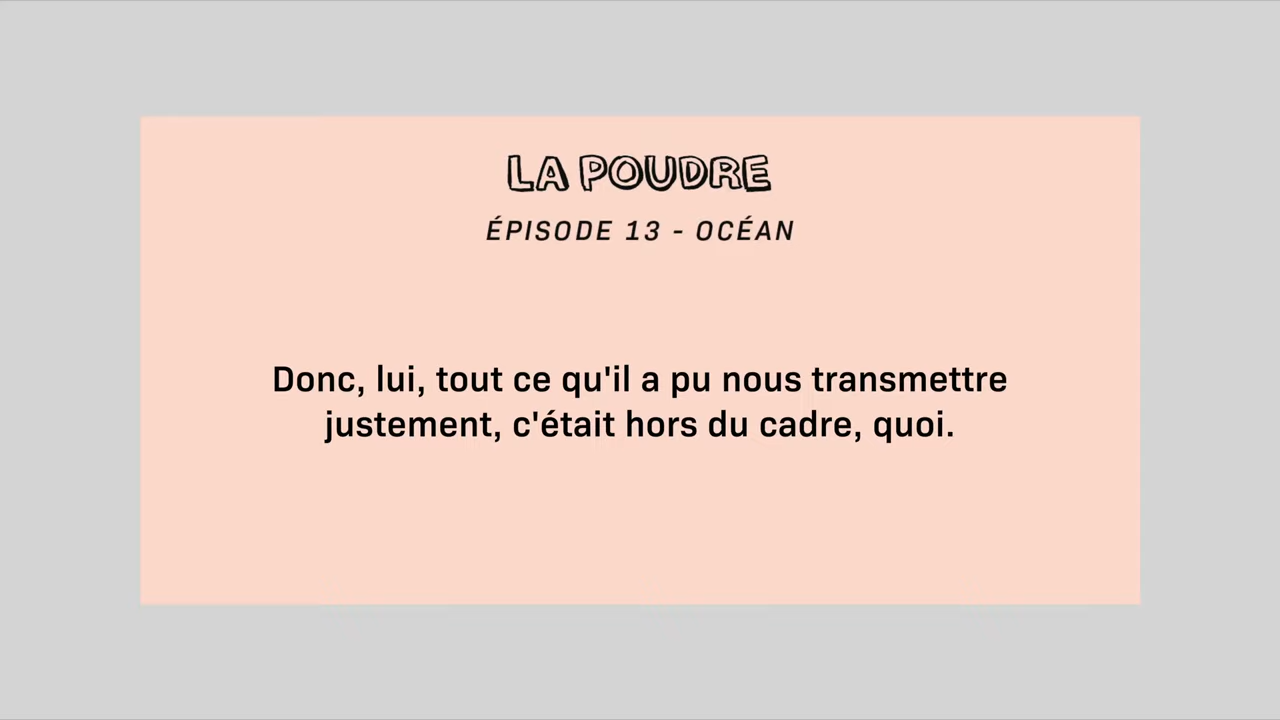 LA POUDRE
ÉPISODE 13 - OCÉAN
Donc, lui, tout ce qu'il a pu nous transmettre
justement, c'était hors du cadre, quoi.